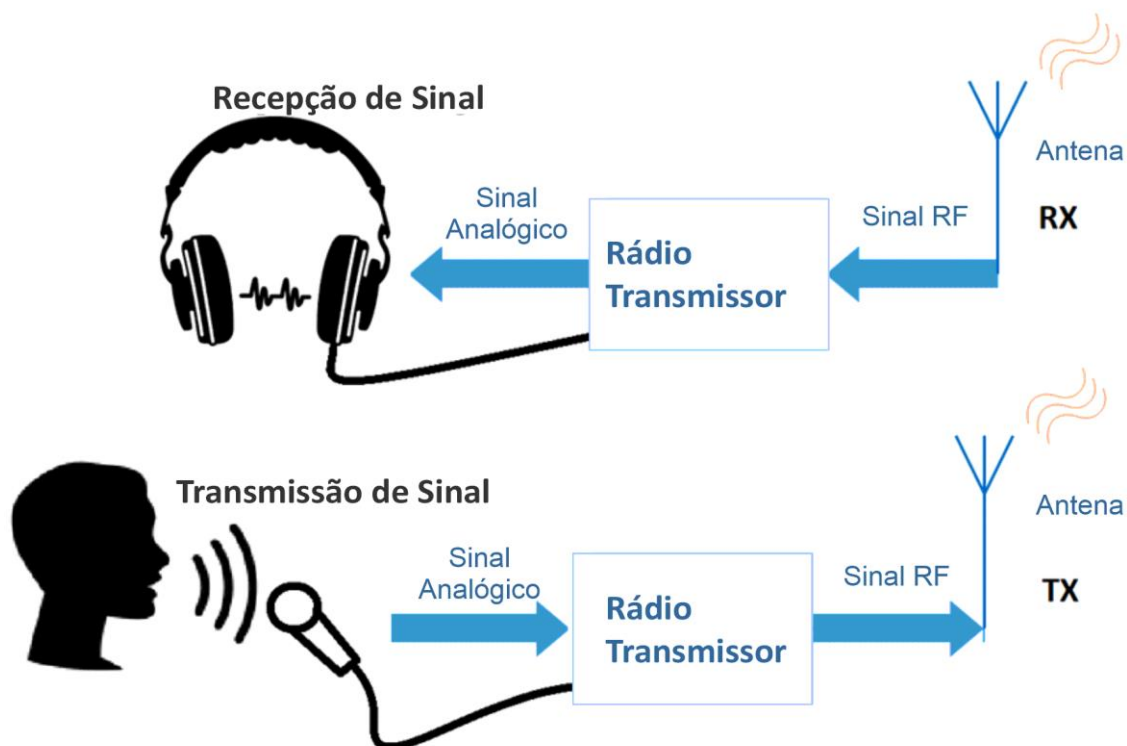 Recepção de Sinal
Sinal
Analógico
Rádio
Transmissor
Sinal RF
Antena
RX
Transmissão de Sinal
Sinal
Analógico
Rádio
Transmissor
Sinal RF
Antena
TX